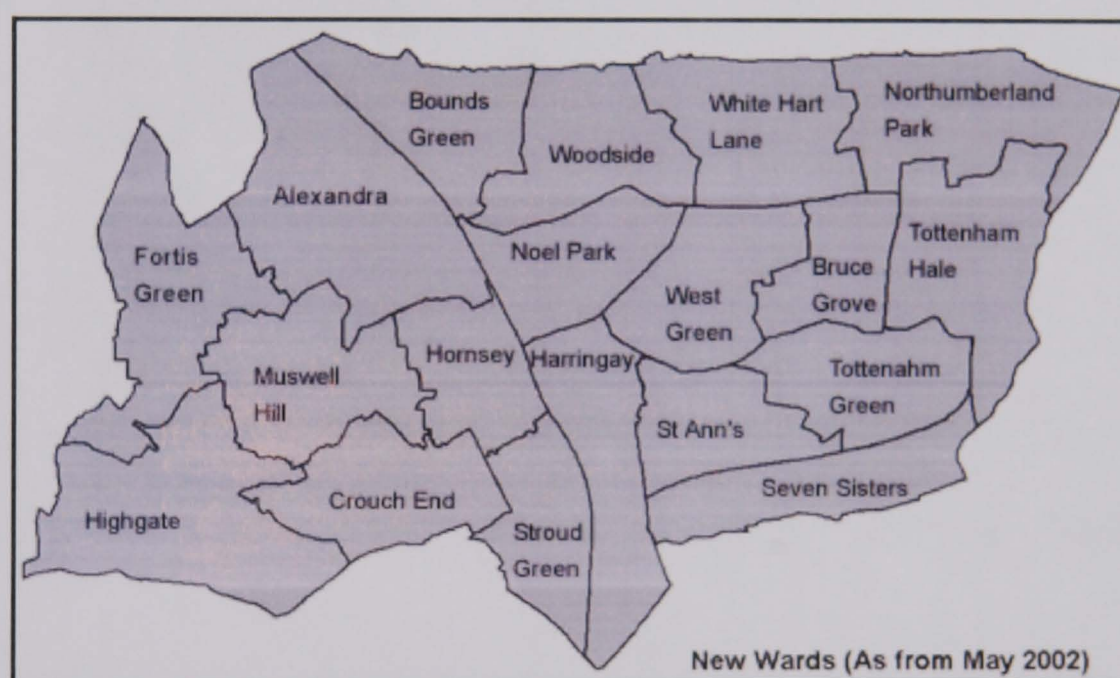 Bounds
Green
Woodside
White Hart
Lane
Northumberland
Park
Alexandra
Fortis
Green
Noel Park
West
Green
Bruce
Grove
Tottenham
Hale
Hornsey
Harringay
Muswell
Hill
Tottenahm
Green
St Ann's
Seven Sisters
Crouch End
Highgate
Stroud
Green
New Wards (As from May 2002)